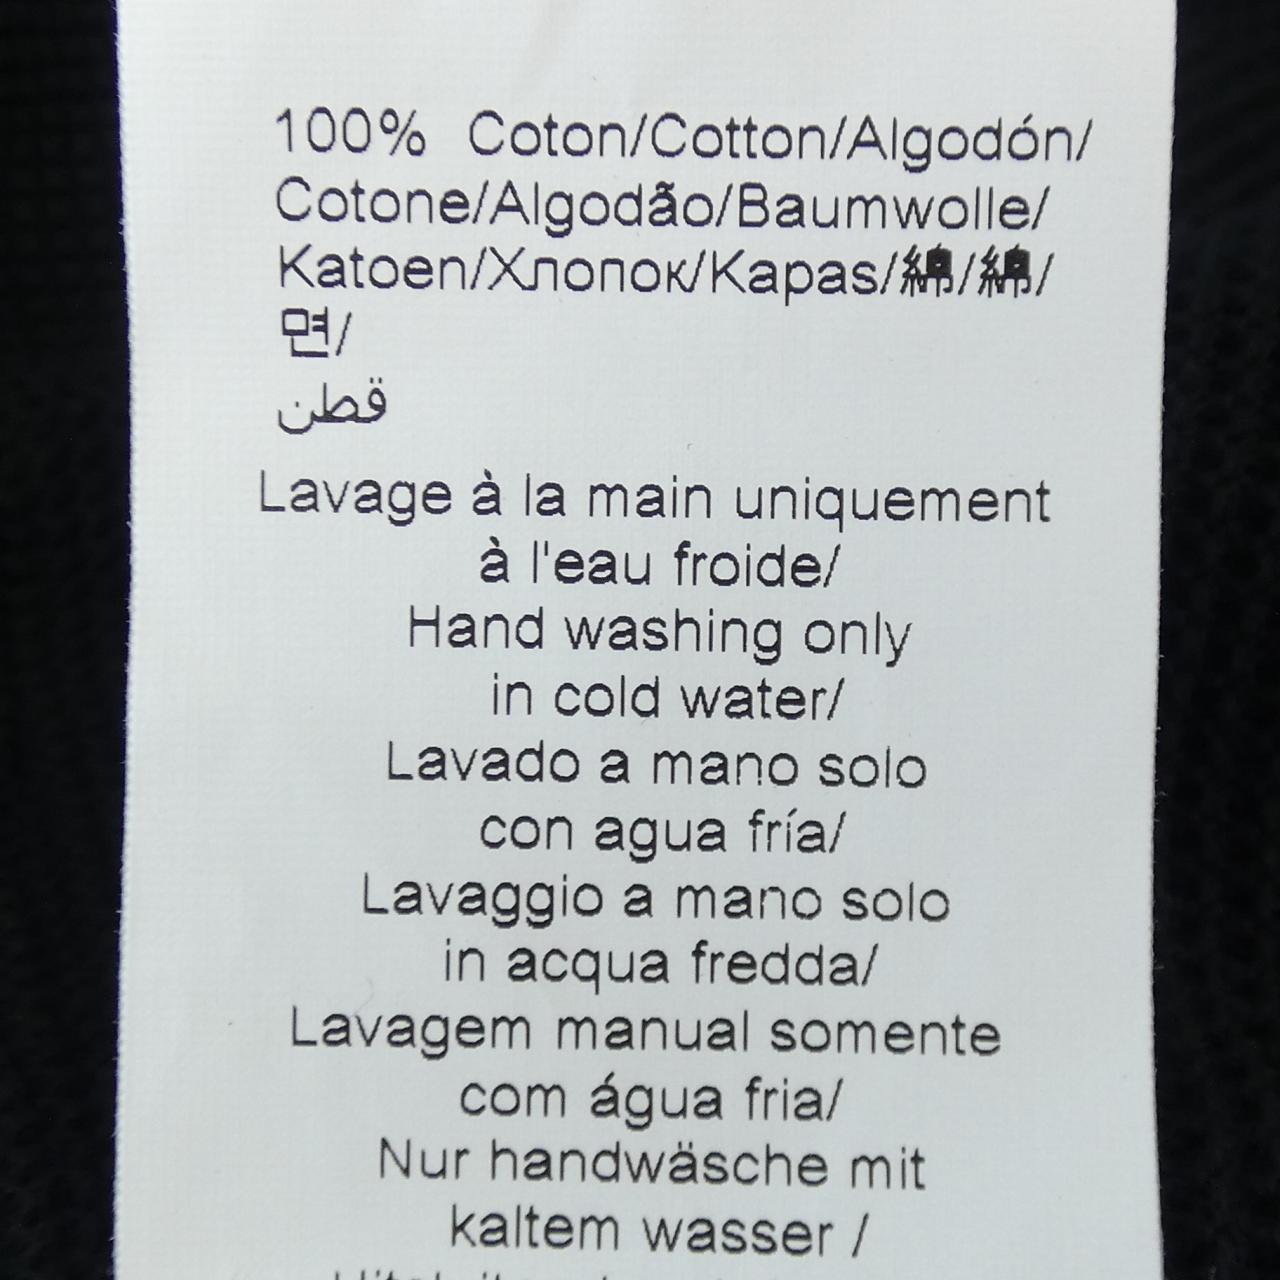 100% Coton/Cotton/Algodón/
Cotone/Algodão/Baumwolle/
Katoen/Хлопок/Kapas/綿/綿/
면/
قطن
Lavage à la main uniquement
à l'eau froide/
Hand washing only
in cold water/
Lavado a mano solo
con agua fría/
Lavaggio a mano solo
in acqua fredda/
Lavagem manual somente
com água fria/
Nur handwäsche mit
kaltem wasser /